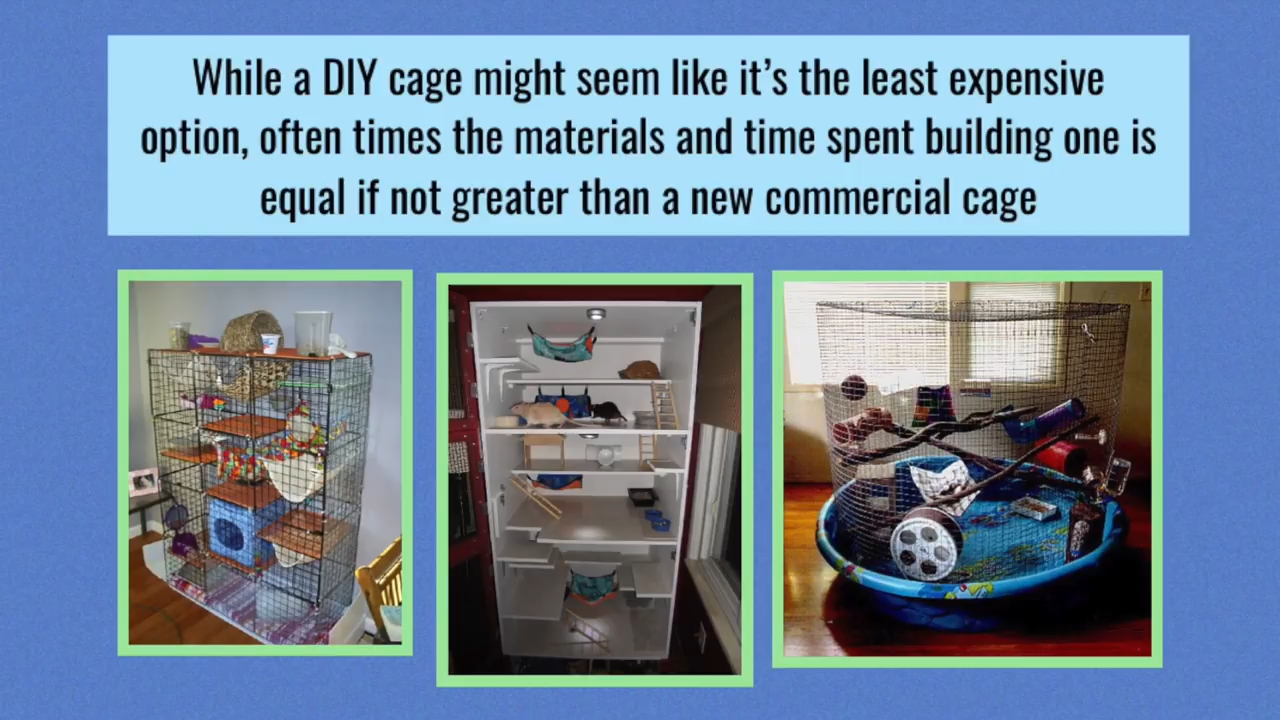 While a DIY cage might seem like it’s the least expensive
option, often times the materials and time spent building one is
equal if not greater than a new commercial cage